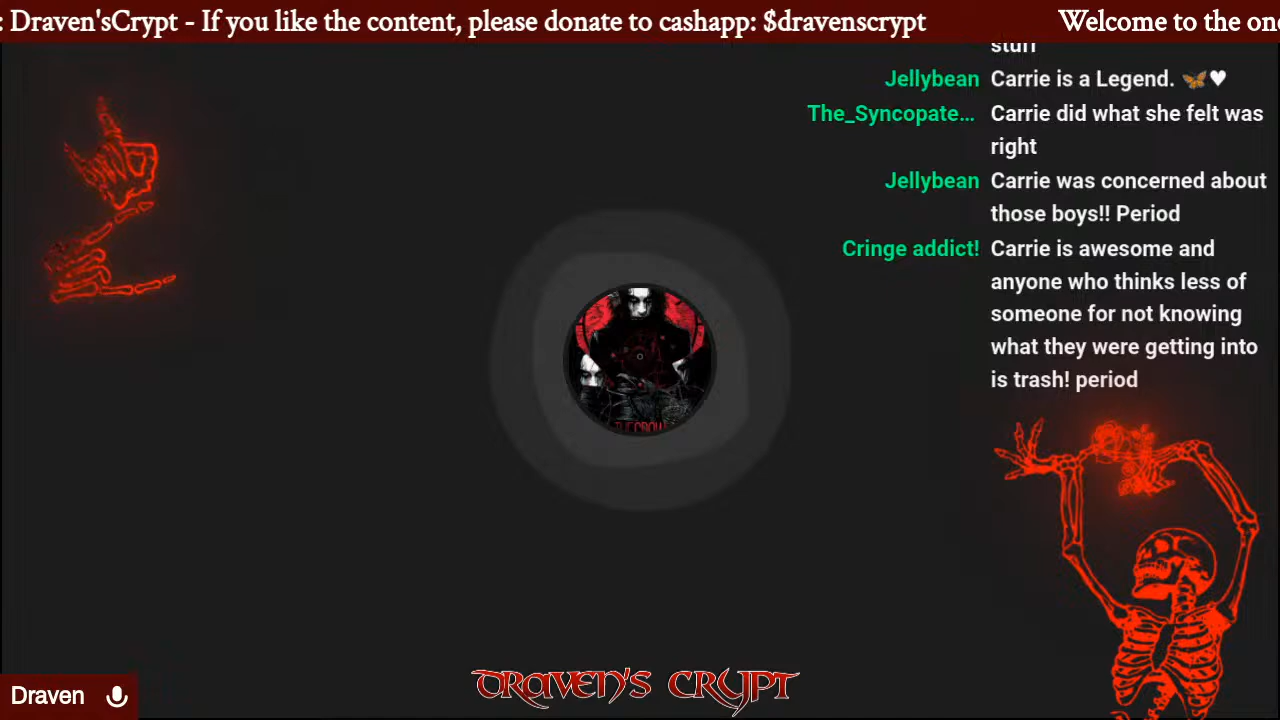 : Draven'sCrypt - If you like the content, please donate to cashapp: $dravenscrypt Welcome to the one
stuff
Jellybean Carrie is a Legend. 🦋♥
The_Syncopate... Carrie did what she felt was
right
Jellybean Carrie was concerned about
those boys!! Period
Cringe addict! Carrie is awesome and
anyone who thinks less of
someone for not knowing
what they were getting into
is trash! period
THE CROW
DRAVEN'S CRYPT
Draven